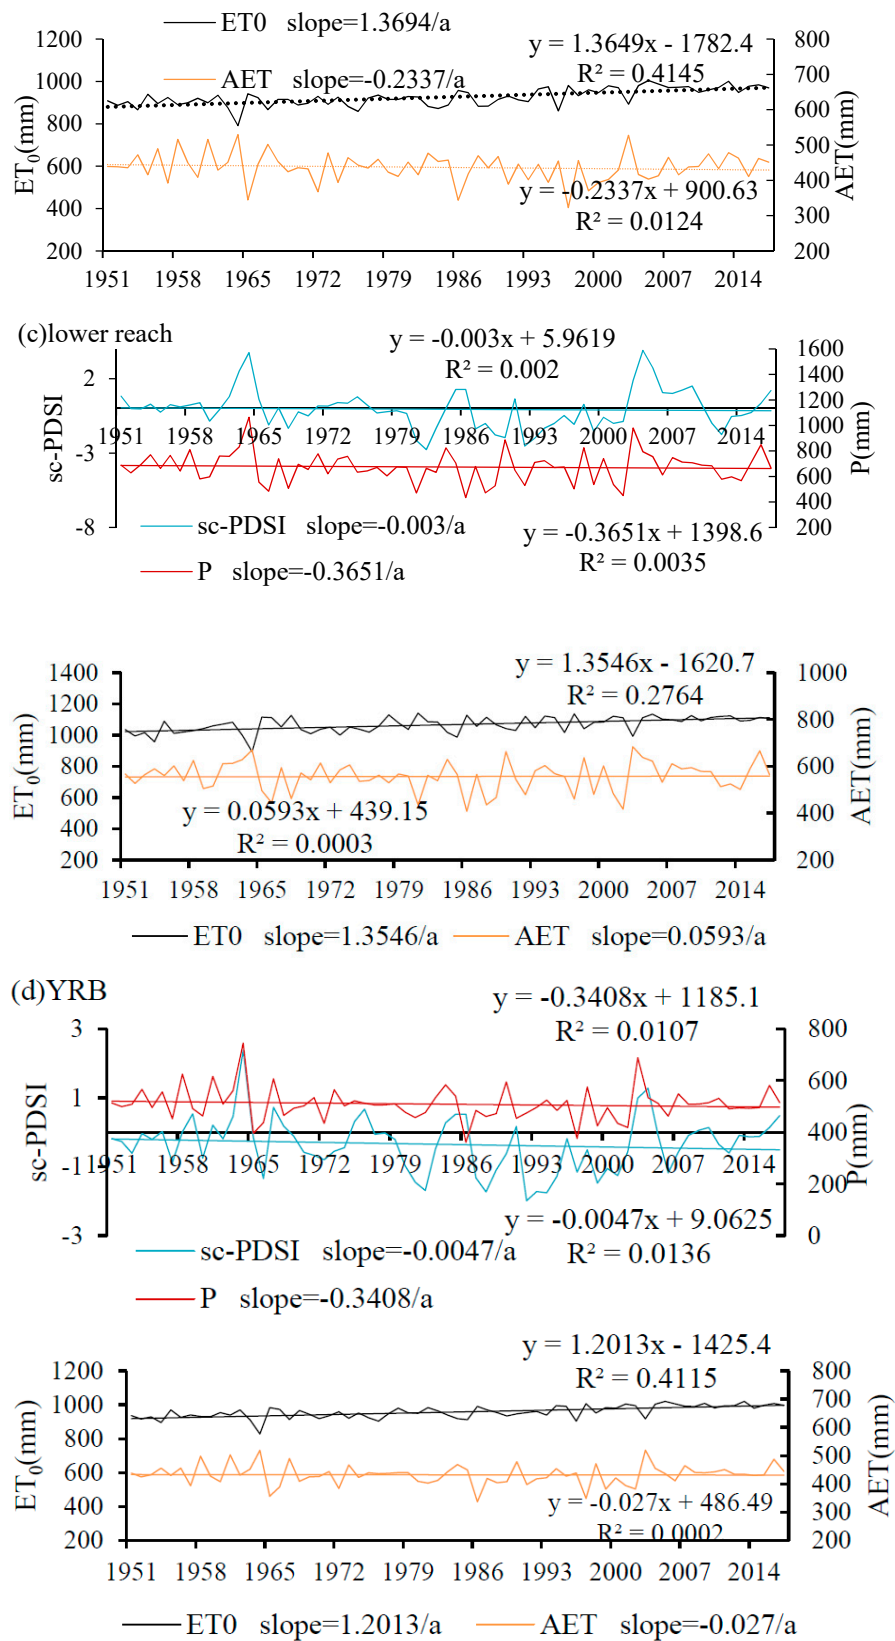 ET0 slope=1.3694/a
1200
800
y = 1.3649x - 1782.4
R² = 0.4145
1000
700
AET slope=-0.2337/a
800
600
600
500
400
400
300
200
200
ET₀(mm)
AET(mm)
y = -0.2337x + 900.63
R² = 0.0124
1951 1958 1965 1972 1979 1986 1993 2000 2007 2014
(c)lower reach
y = -0.003x + 5.9619
R² = 0.002
2
-3
-8
sc-PDSI
1600
1400
1200
1000
800
600
400
200
P(mm)
1951 1958 1965 1972 1979 1986 1993 2000 2007 2014
sc-PDSI slope=-0.003/a
y = -0.3651x + 1398.6
R² = 0.0035
P slope=-0.3651/a
y = 1.3546x - 1620.7
R² = 0.2764
1400
1200
1000
800
600
400
200
ET₀(mm)
1000
800
600
400
200
AET(mm)
y = 0.0593x + 439.15
R² = 0.0003
1951 1958 1965 1972 1979 1986 1993 2000 2007 2014
ET0 slope=1.3546/a AET slope=0.0593/a
(d)YRB
y = -0.3408x + 1185.1
R² = 0.0107
3
1
-1
-3
sc-PDSI
800
600
400
200
0
P(mm)
1951 1958 1965 1972 1979 1986 1993 2000 2007 2014
y = -0.0047x + 9.0625
R² = 0.0136
sc-PDSI slope=-0.0047/a
P slope=-0.3408/a
y = 1.2013x - 1425.4
R² = 0.4115
1200
1000
800
600
400
200
ET₀(mm)
800
700
600
500
400
300
200
AET(mm)
y = -0.027x + 486.49
R² = 0.0002
1951 1958 1965 1972 1979 1986 1993 2000 2007 2014
ET0 slope=1.2013/a AET slope=-0.027/a